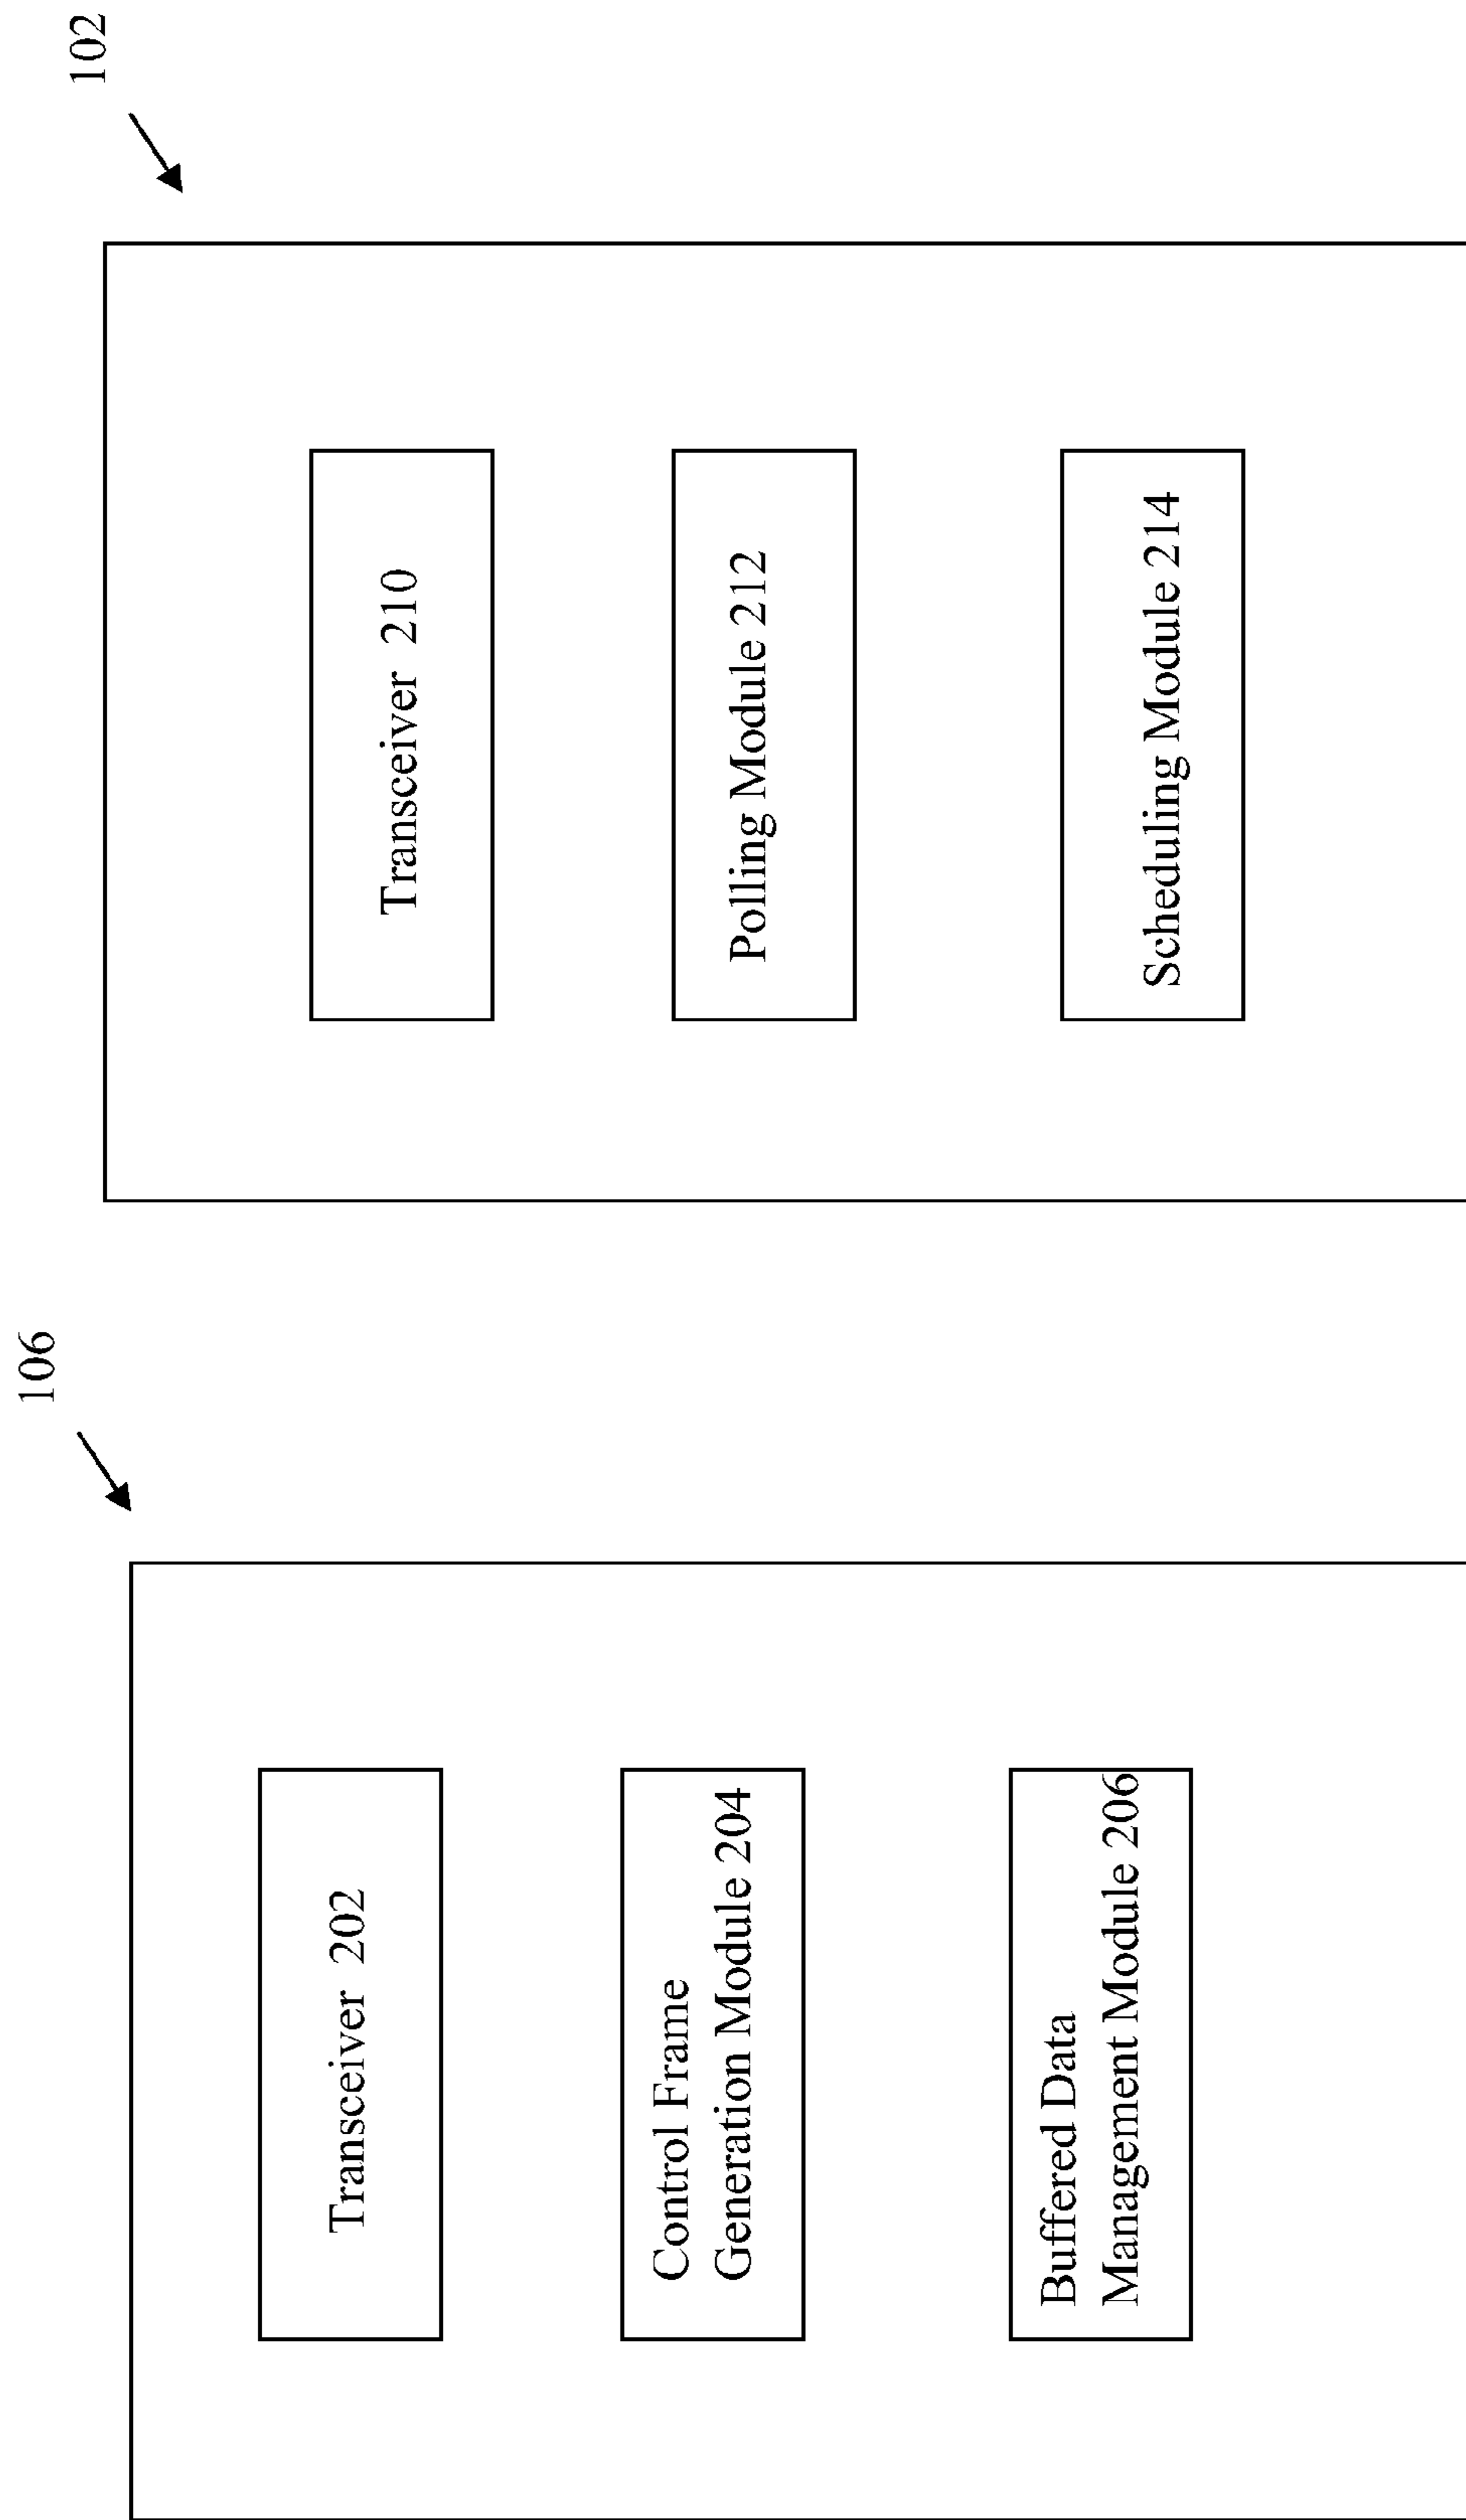 106
Transceiver 202
Control Frame
Generation Module 204
Buffered Data
Management Module 206
102
Transceiver 210
Polling Module 212
Scheduling Module 214